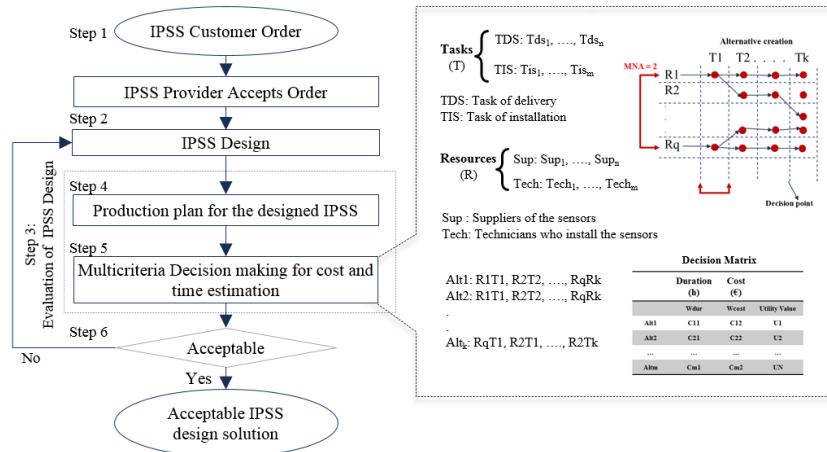 Step 1
IPSS Customer Order
IPSS Provider Accepts Order
Step 2
IPSS Design
Step 3:
Evaluation of IPSS Design
Step 4
Production plan for the designed IPSS
Step 5
Multicriteria Decision making for cost and
time estimation
Step 6
Acceptable
No
Yes
Acceptable IPSS
design solution
Tasks
(T)
TDS: Tds1, …., Tdsn
TIS: Tis1, …., Tism
TDS: Task of delivery
TIS: Task of installation
Resources
(R)
Sup: Sup1, …., Supn
Tech: Tech1, …., Techm
Sup : Suppliers of the sensors
Tech: Technicians who install the sensors
Alternative creation
T1 T2 . . . . Tk
MNA = 2
R1
R2
.
.
Rq
Decision point
Alt1: R1T1, R2T2, …., RqRk
Alt2: R1T1, R2T2, …., RqRk
.
.
Altk: RqT1, R2T1, …., R2Tk
Decision Matrix
Duration (h) Cost (€)
Wdur Wcost Utility Value
Alt1 C11 C12 U1
Alt2 C21 C22 U2
... ... ... ...
Altm Cm1 Cm2 UN